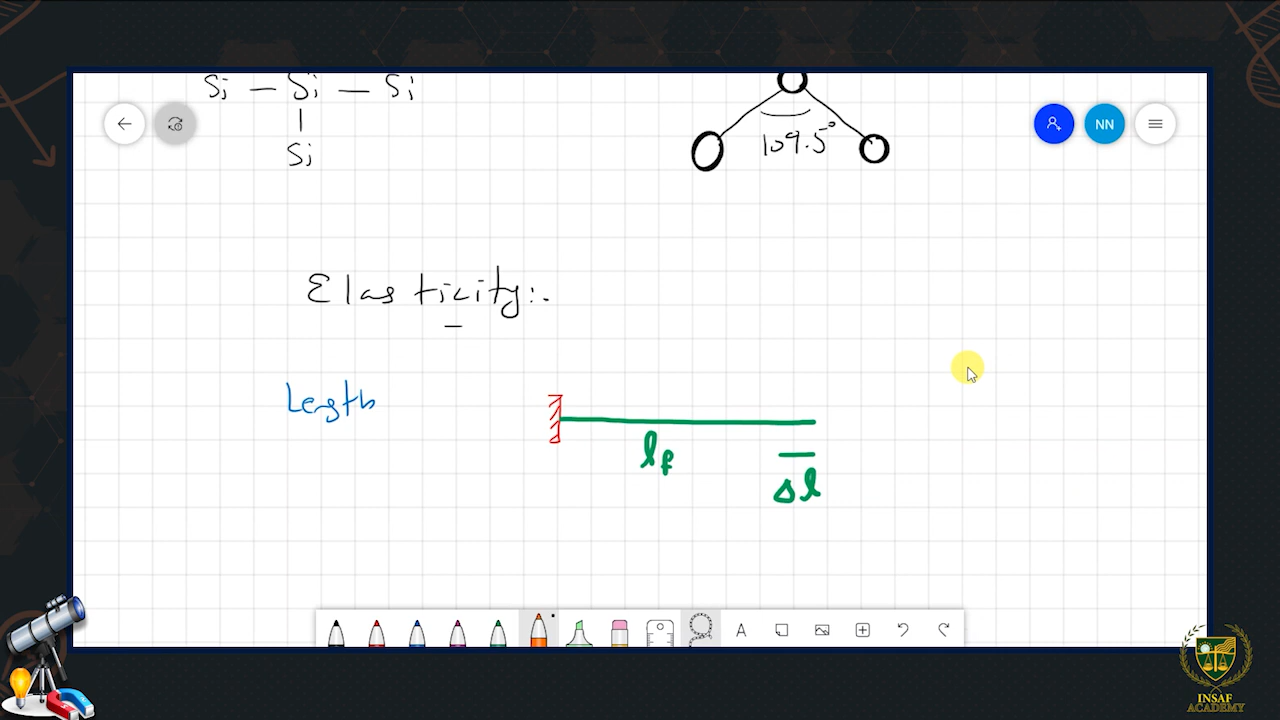 Si — Si — Si
|
Si
109.5°
NN
Elasticity:.
Length
lf
Δl
A
INSAF
ACADEMY